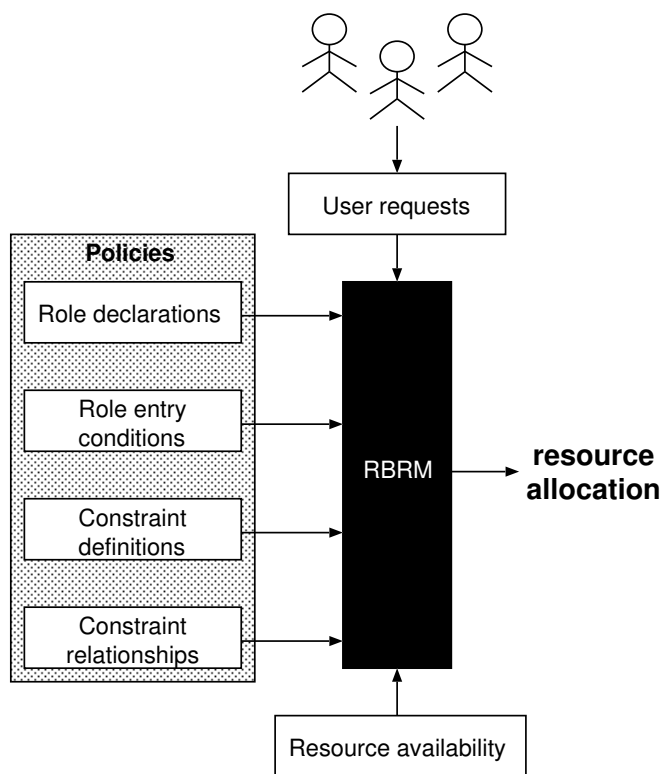 User requests
Policies
Role declarations
Role entry
conditions
Constraint
definitions
Constraint
relationships
RBRM
resource
allocation
Resource availability